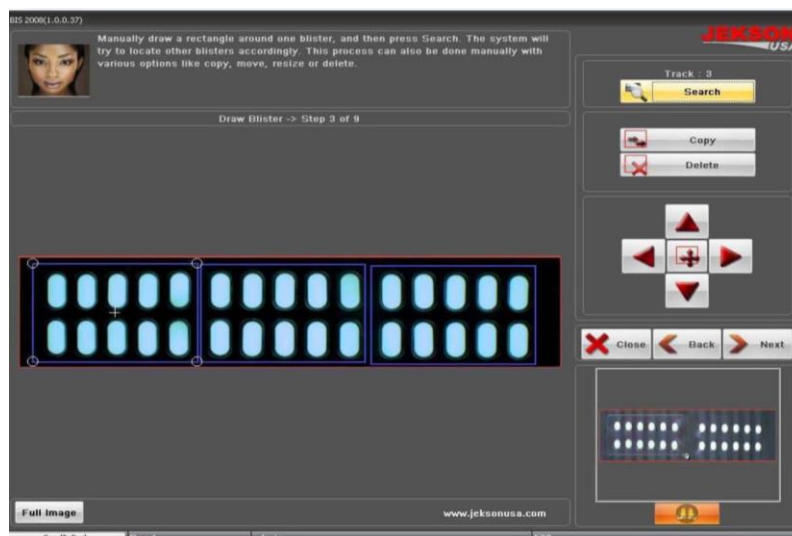 BIS 2008(1.0.0.37)
Manually draw a rectangle around one blister, and then press Search. The system will
try to locate other blisters accordingly. This process can also be done manually with
various options like copy, move, resize or delete.
JEKSON
USA
Track : 3
Search
Draw Blister -> Step 3 of 9
Copy
Delete
Close
Back
Next
Full Image
www.jeksonusa.com